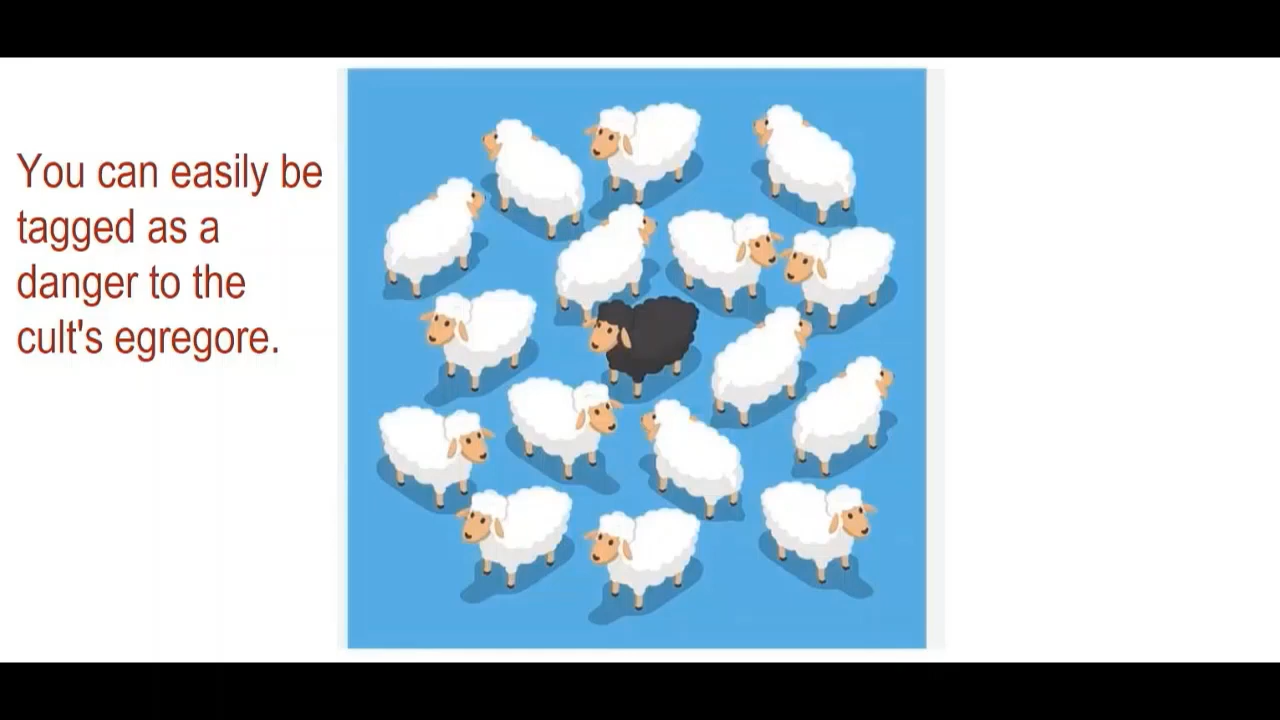 You can easily be
tagged as a
danger to the
cult's egregore.